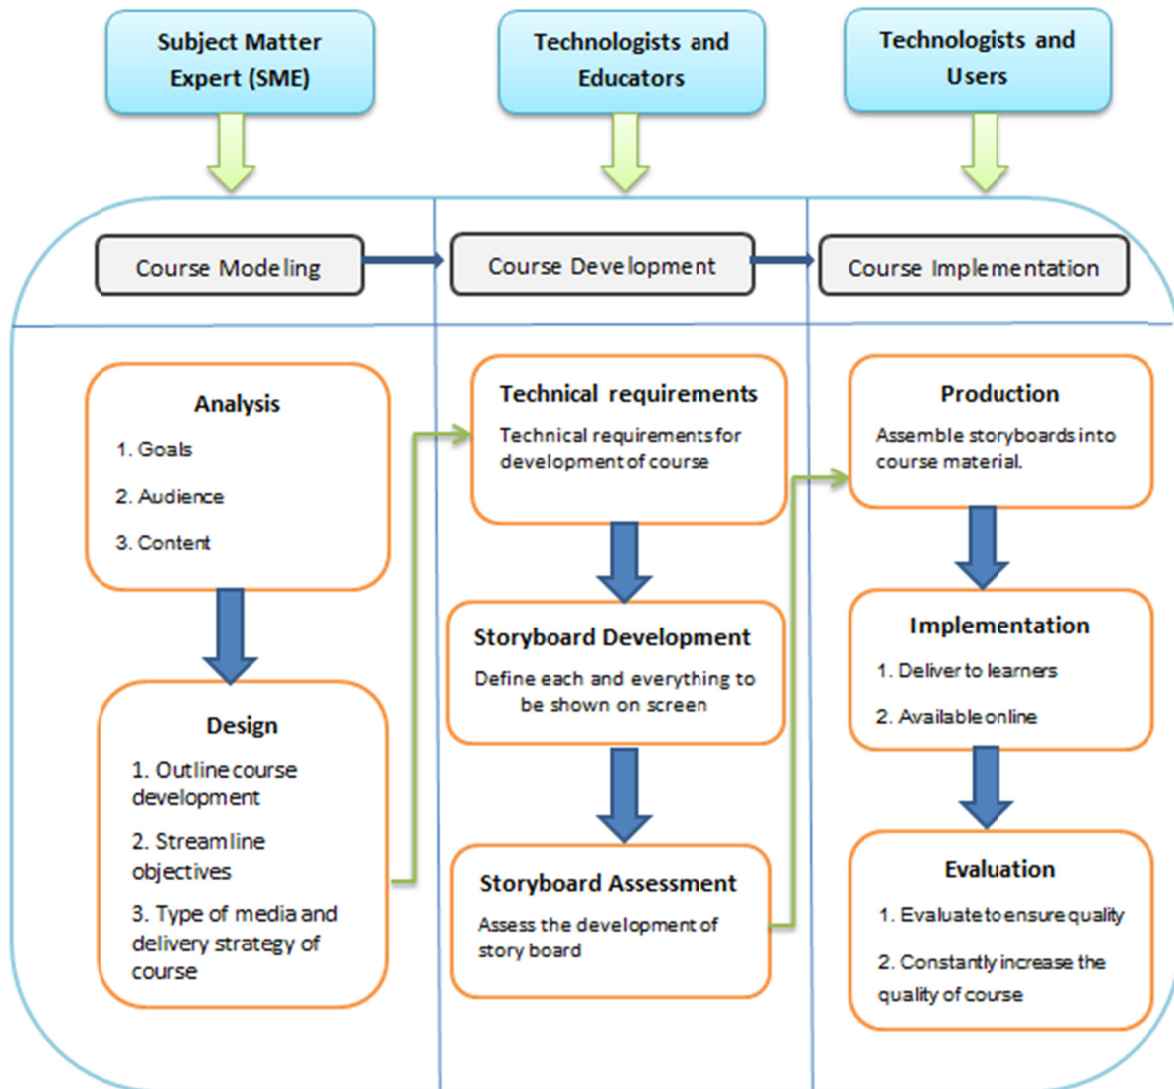 Subject Matter
Expert (SME)
Technologists and
Educators
Technologists and
Users
Course Modeling
Course Development
Course Implementation
Analysis
1. Goals
2. Audience
3. Content
Design
1. Outline course
development
2. Streamline
objectives
3. Type of media and
delivery strategy of
course
Technical requirements
Technical requirements for
development of course
Storyboard Development
Define each and everything to
be shown on screen
Storyboard Assessment
Assess the development of
story board
Production
Assemble storyboards into
course material.
Implementation
1. Deliver to learners
2. Available online
Evaluation
1. Evaluate to ensure quality
2. Constantly increase the
quality of course